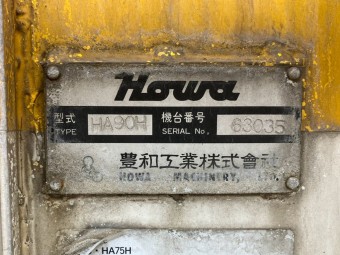 Howa
型式 HA90H 機台番号 63035
TYPE SERIAL No.
豊和工業株式會社
HOWA MACHINERY, LTD.
・HA75H